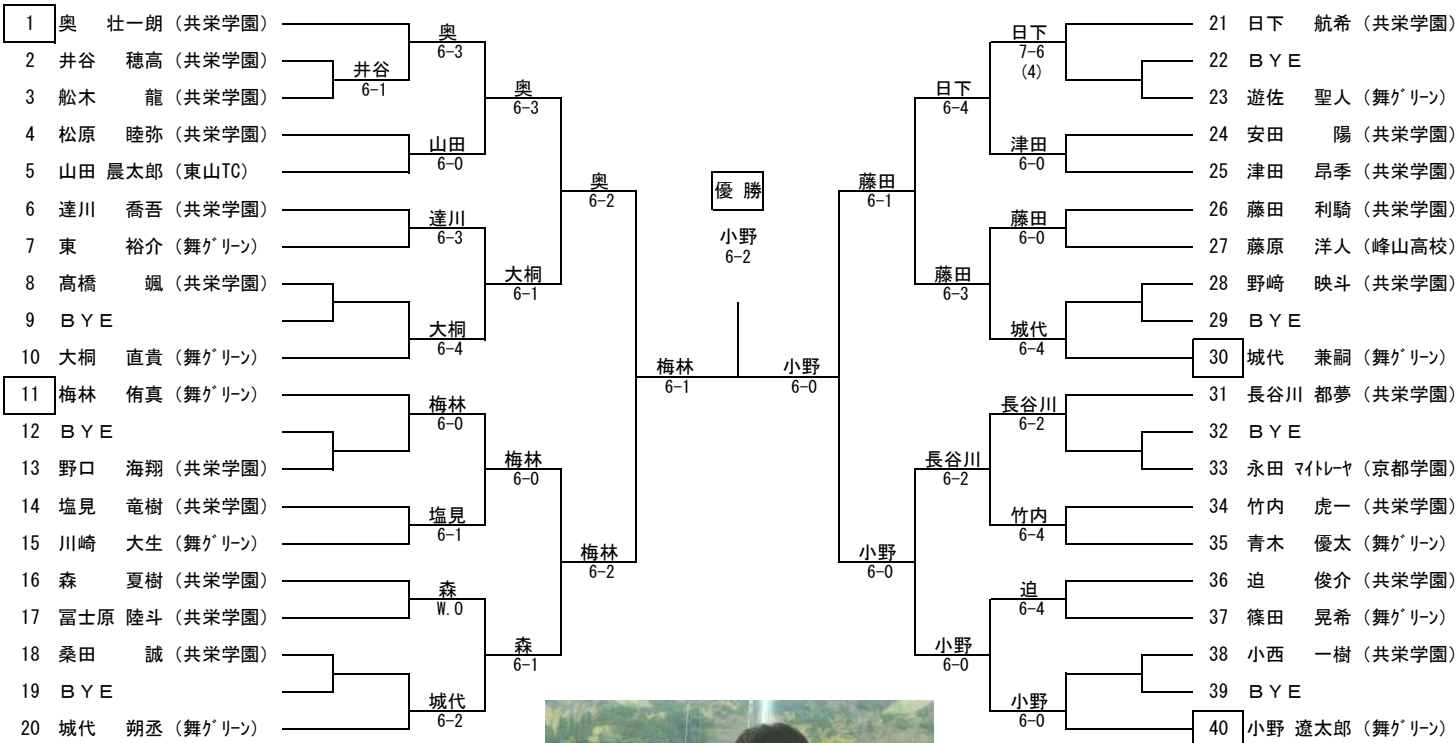 1 奥 壮一朗 (共栄学園)
2 井谷 穂高 (共栄学園)
3 舩木 龍 (共栄学園)
4 松原 睦弥 (共栄学園)
5 山田 晨太郎 (東山TC)
6 達川 喬吾 (共栄学園)
7 東 裕介 (舞グリーン)
8 髙橋 颯 (共栄学園)
9 BYE
10 大桐 直貴 (舞グリーン)
11 梅林 侑真 (舞グリーン)
12 BYE
13 野口 海翔 (共栄学園)
14 塩見 竜樹 (共栄学園)
15 川崎 大生 (舞グリーン)
16 森 夏樹 (共栄学園)
17 冨士原 陸斗 (共栄学園)
18 桑田 誠 (共栄学園)
19 BYE
20 城代 朔丞 (舞グリーン)
井谷
6-1
奥
6-3
山田
6-0
達川
6-3
大桐
6-4
梅林
6-0
塩見
6-1
森
W.O
城代
6-2
奥
6-3
大桐
6-1
梅林
6-0
森
6-1
奥
6-2
梅林
6-2
梅林
6-1
優 勝
小野
6-2
小野
6-0
藤田
6-1
小野
6-0
日下
6-4
藤田
6-3
長谷川
6-2
小野
6-0
日下
7-6
(4)
津田
6-0
藤田
6-0
城代
6-4
長谷川
6-2
竹内
6-4
迫
6-4
小野
6-0
21 日下 航希 (共栄学園)
22 BYE
23 遊佐 聖人 (舞グリーン)
24 安田 陽 (共栄学園)
25 津田 昂季 (共栄学園)
26 藤田 利騎 (共栄学園)
27 藤原 洋人 (峰山高校)
28 野﨑 映斗 (共栄学園)
29 BYE
30 城代 兼嗣 (舞グリーン)
31 長谷川 都夢 (共栄学園)
32 BYE
33 永田 マイトレーヤ (京都学園)
34 竹内 虎一 (共栄学園)
35 青木 優太 (舞グリーン)
36 迫 俊介 (共栄学園)
37 篠田 晃希 (舞グリーン)
38 小西 一樹 (共栄学園)
39 BYE
40 小野 遼太郎 (舞グリーン)